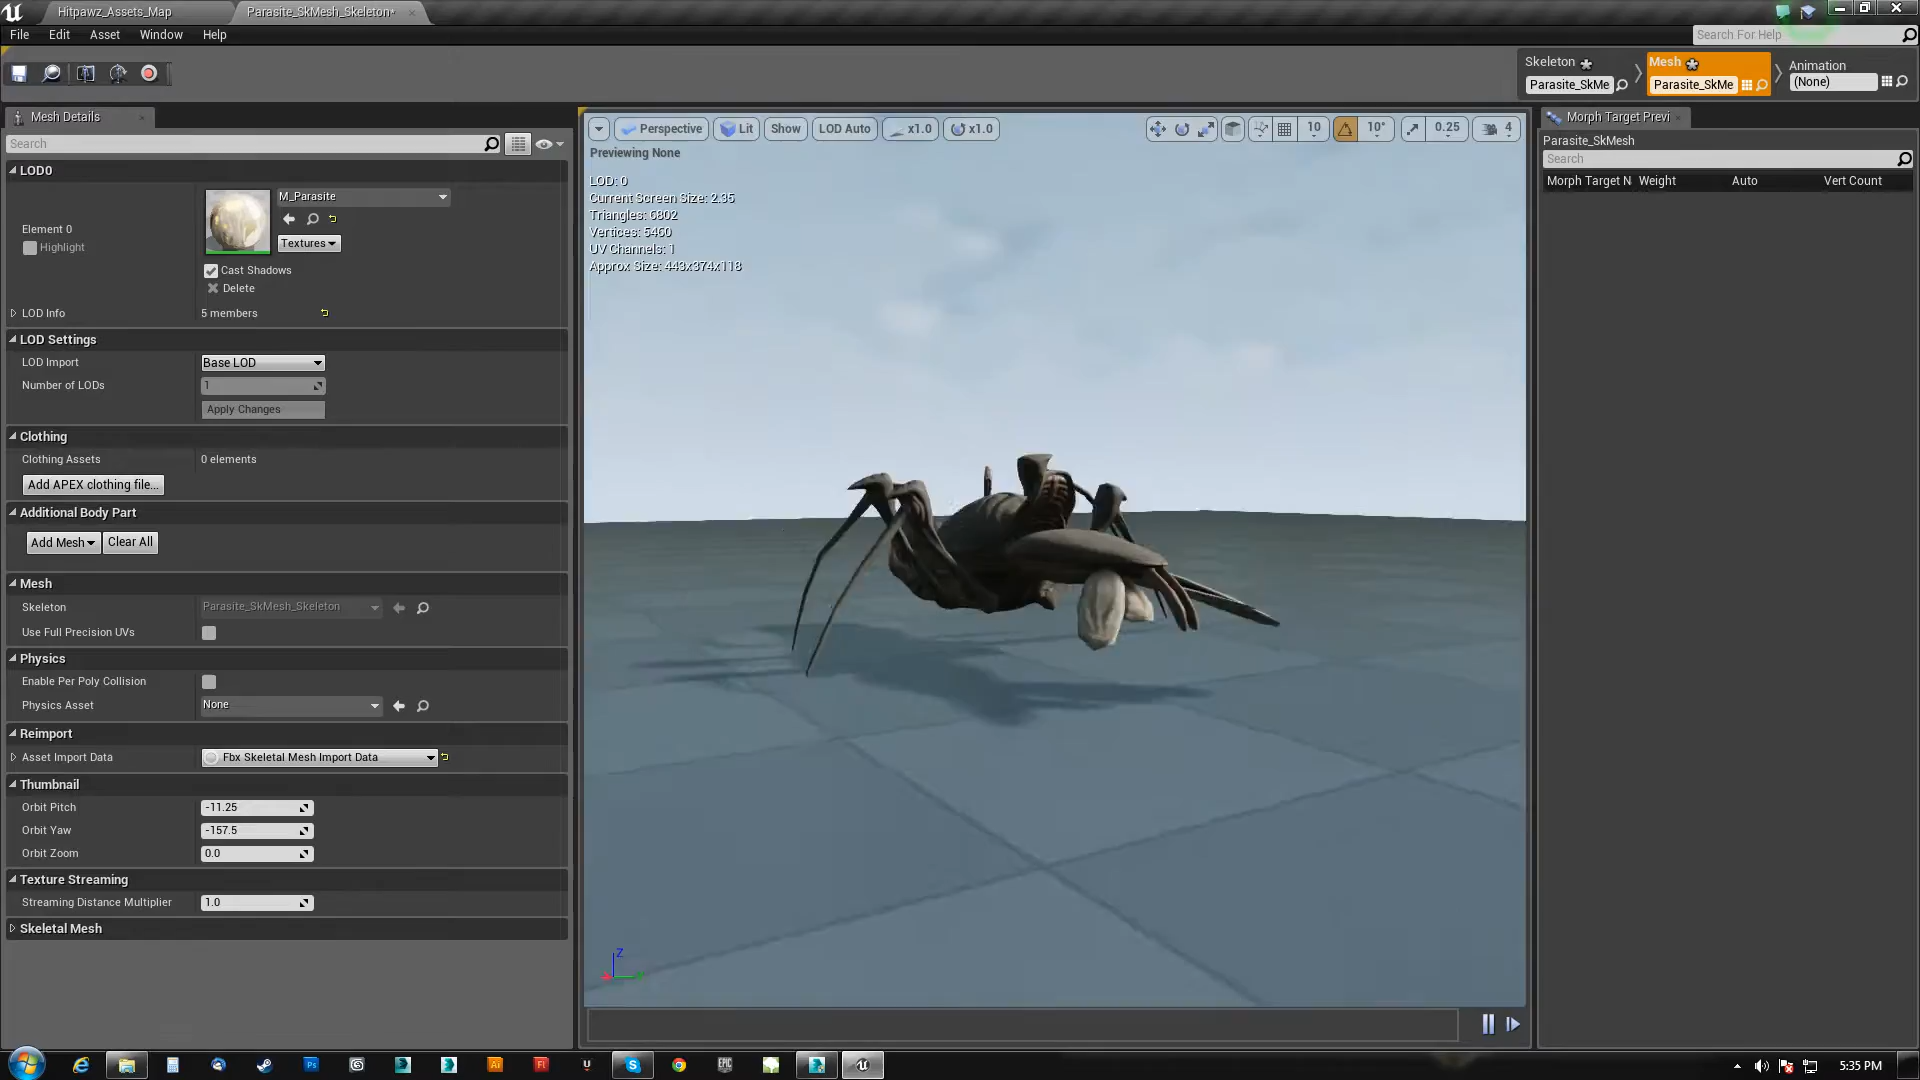 Hitpawz_Assets_Map
Parasite_SkMesh_Skeleton*
File Edit Asset Window Help
Search For Help
Skeleton
Parasite_SkMe
Mesh
Parasite_SkMe
Animation
(None)
Mesh Details
Search
LOD0
Element 0
Highlight
M_Parasite
Textures
Cast Shadows
Delete
LOD Info 5 members
LOD Settings
LOD Import Base LOD
Number of LODs 1
Apply Changes
Clothing
Clothing Assets 0 elements
Add APEX clothing file...
Additional Body Part
Add Mesh Clear All
Mesh
Skeleton Parasite_SkMesh_Skeleton
Use Full Precision UVs
Physics
Enable Per Poly Collision
Physics Asset None
Reimport
Asset Import Data Fbx Skeletal Mesh Import Data
Thumbnail
Orbit Pitch -11.25
Orbit Yaw -157.5
Orbit Zoom 0.0
Texture Streaming
Streaming Distance Multiplier 1.0
Skeletal Mesh
Perspective Lit Show LOD Auto x1.0 x1.0 10 10° 0.25 4
Previewing None
LOD: 0
Current Screen Size: 2.35
Triangles: 6802
Vertices: 5460
UV Channels: 1
Approx Size: 443x374x118
Z
Morph Target Previ
Parasite_SkMesh
Search
Morph Target N Weight Auto Vert Count
Ps Ai Fl EPIC
5:35 PM